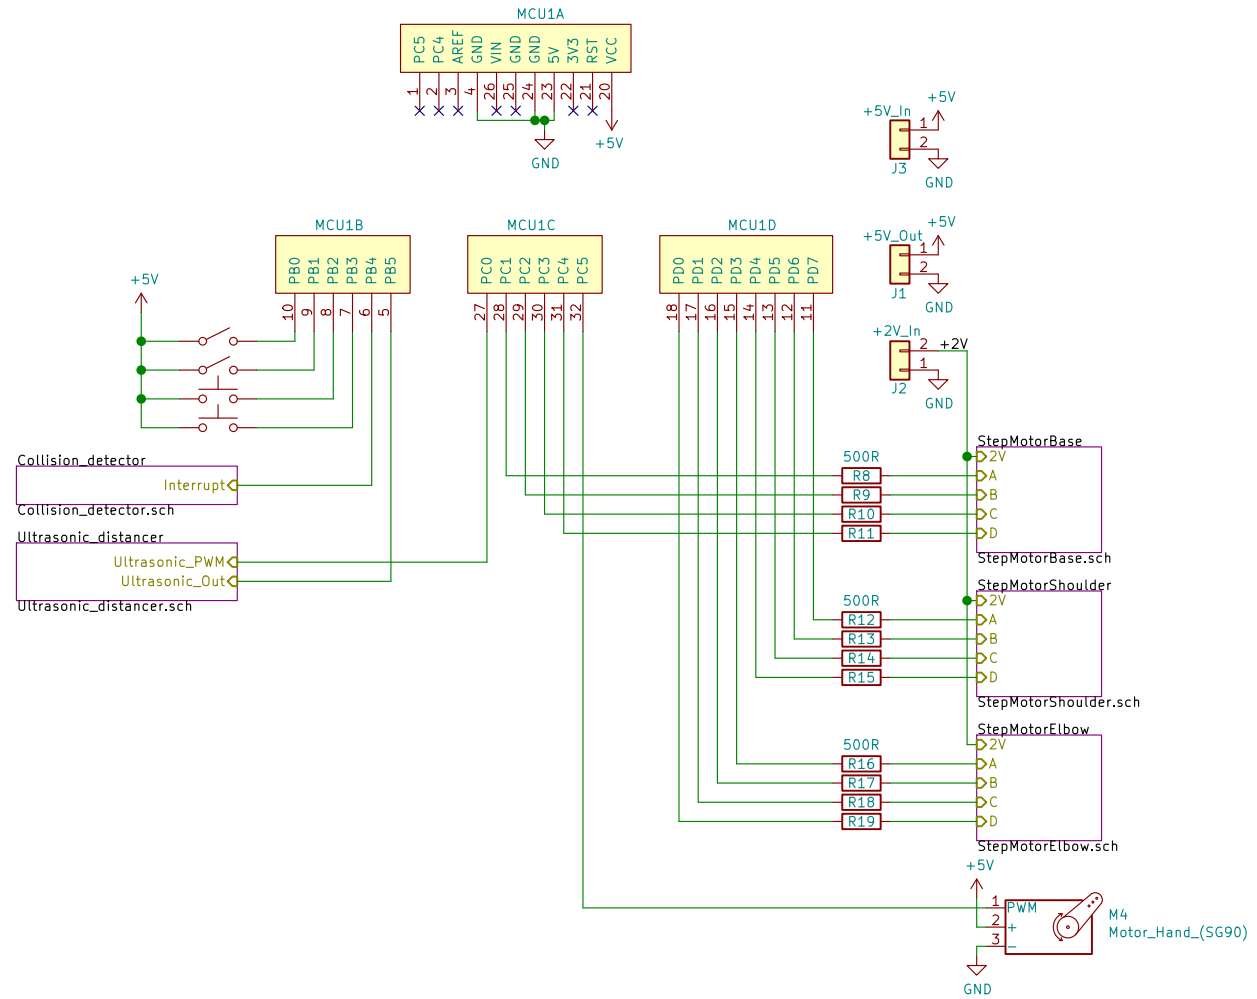 MCU1A
PC5 PC4 AREF GND VIN GND GND 5V 3V3 RST VCC
1 2 3 4 26 25 24 23 22 21 20
GND
+5V
+5V_In
+5V
1
2
J3
GND
MCU1B
PB0 PB1 PB2 PB3 PB4 PB5
10 9 8 7 6 5
MCU1C
PC0 PC1 PC2 PC3 PC4 PC5
27 28 29 30 31 32
MCU1D
PD0 PD1 PD2 PD3 PD4 PD5 PD6 PD7
18 17 16 15 14 13 12 11
+5V_Out
+5V
1
2
J1
GND
+5V
+2V_In
2 +2V
1
J2
GND
Collision_detector
Interrupt
Collision_detector.sch
Ultrasonic_distancer
Ultrasonic_PWM
Ultrasonic_Out
Ultrasonic_distancer.sch
500R
R8
R9
R10
R11
StepMotorBase
2V
A
B
C
D
StepMotorBase.sch
500R
R12
R13
R14
R15
StepMotorShoulder
2V
A
B
C
D
StepMotorShoulder.sch
500R
R16
R17
R18
R19
StepMotorElbow
2V
A
B
C
D
StepMotorElbow.sch
+5V
1 PWM
2 +
3 −
GND
M4
Motor_Hand_(SG90)